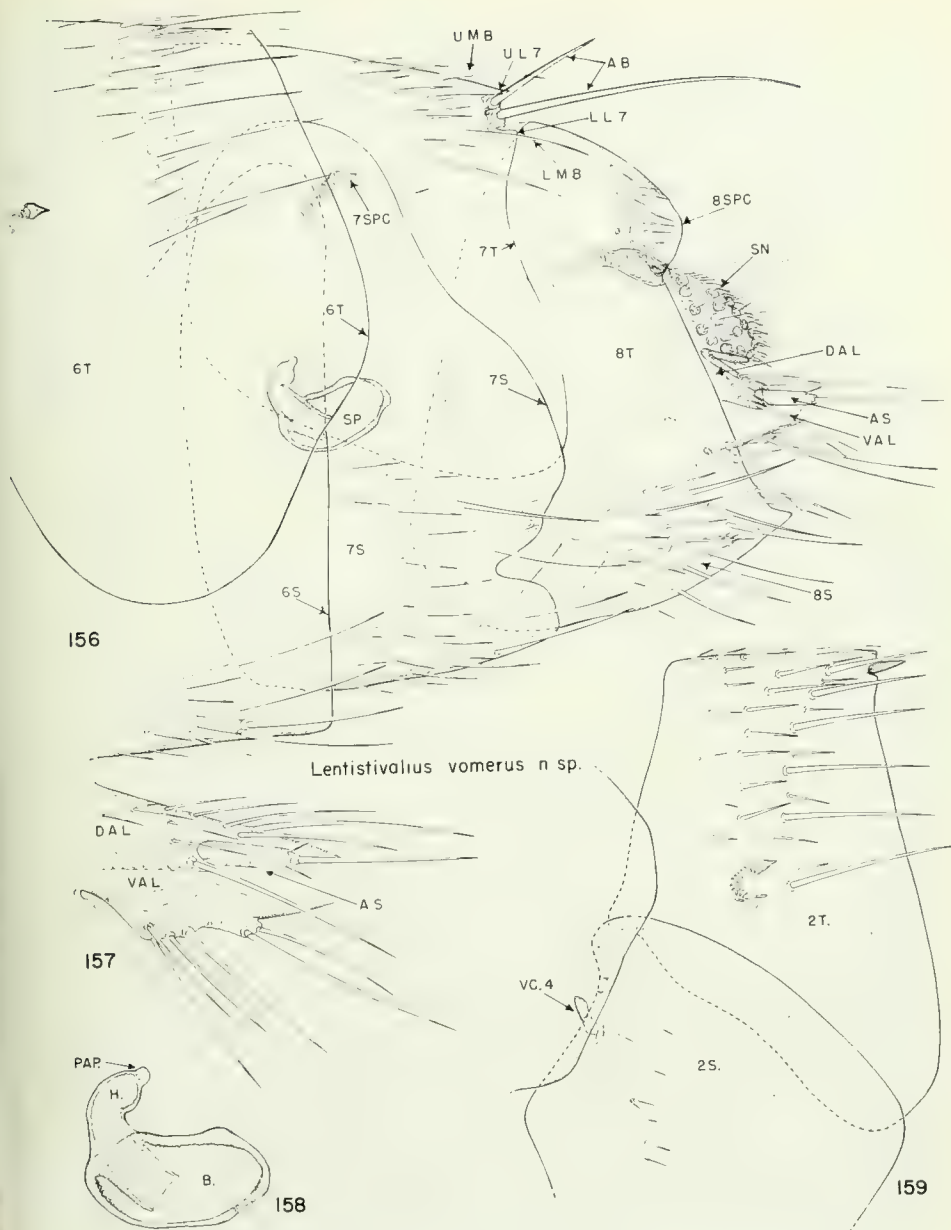 UMB
UL7
AB
LL7
LMB
7SPC
8SPC
7T
SN
6T
6T
8T
DAL
7S
AS
SP
VAL
7S
6S
8S
156
Lentistivalius vomerus n sp.
DAL
VAL
AS
2T.
157
VC.4
PAP.
2S.
H.
B.
158
159